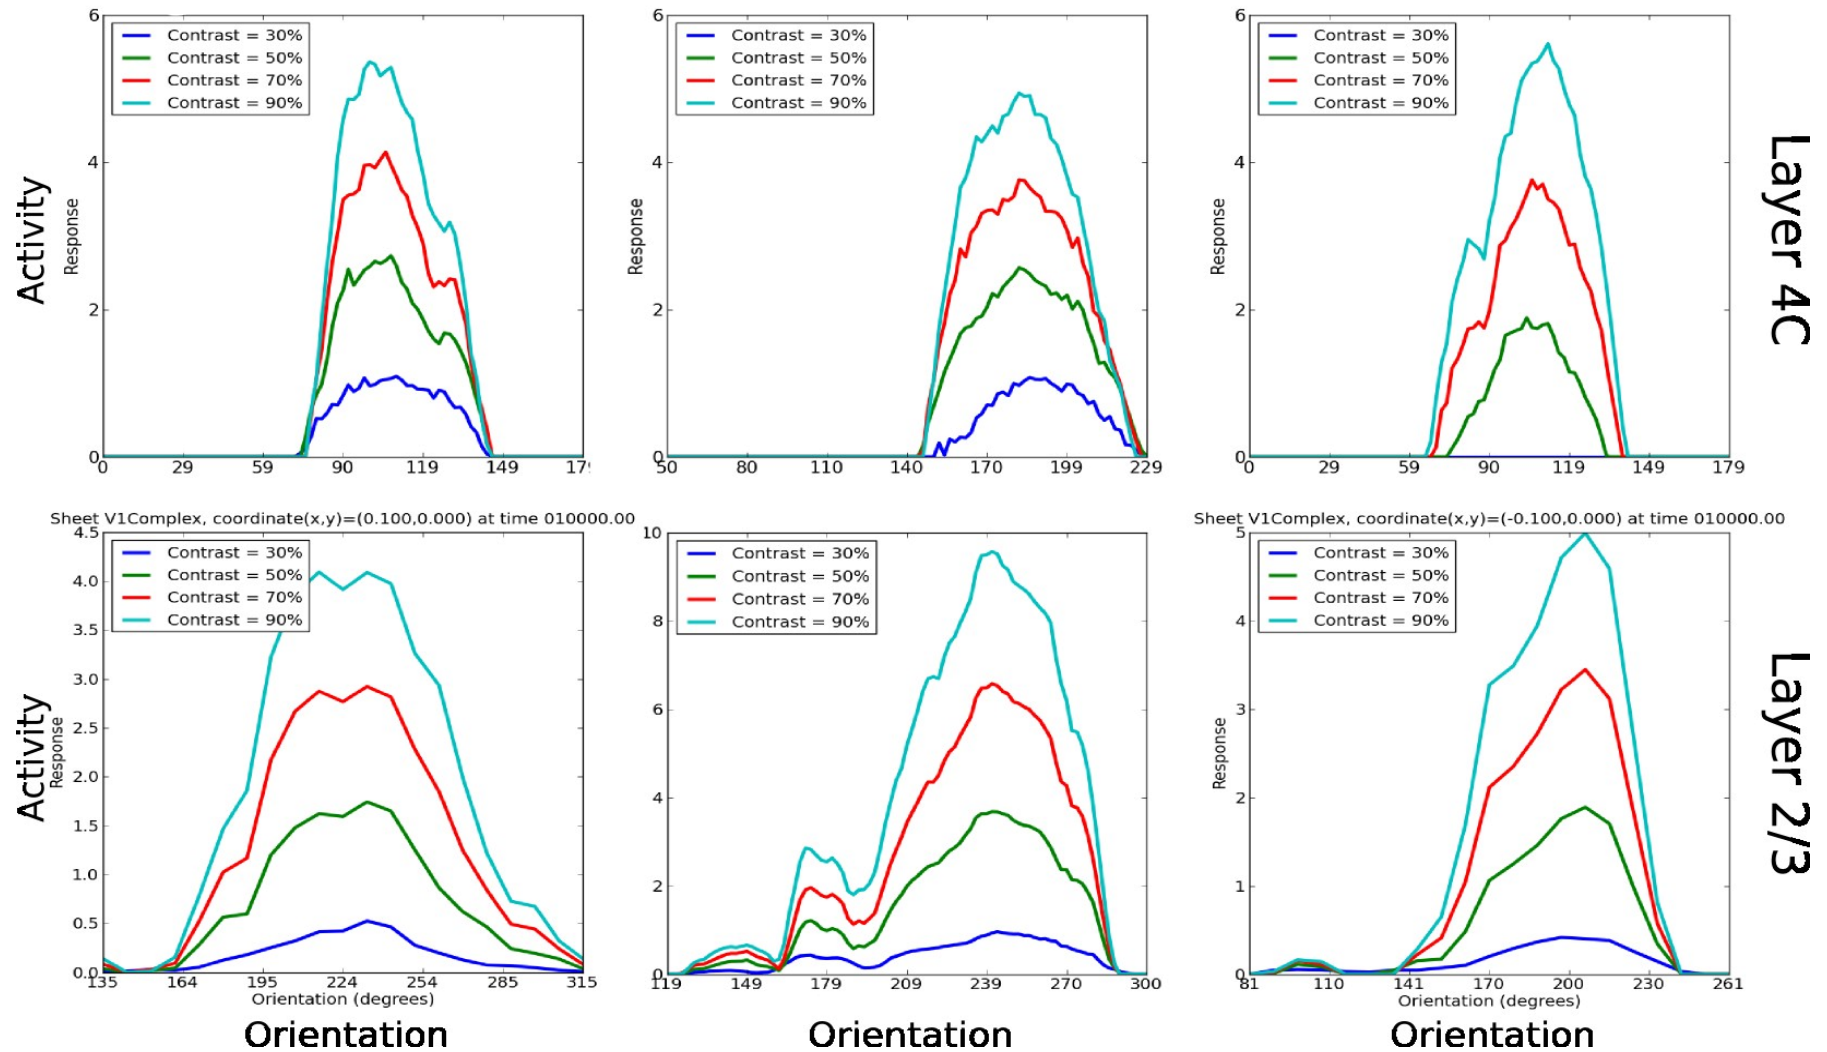 6
4
2
0
Contrast = 30%
Contrast = 50%
Contrast = 70%
Contrast = 90%
0 29 59 90 119 149 179
Response
Activity
6
4
2
0
Contrast = 30%
Contrast = 50%
Contrast = 70%
Contrast = 90%
50 80 110 140 170 199 229
Response
6
4
2
0
Contrast = 30%
Contrast = 50%
Contrast = 70%
Contrast = 90%
0 29 59 90 119 149 179
Response
Layer 4C
Sheet V1Complex, coordinate(x,y)=(0.100,0.000) at time 010000.00
4.5
4.0
3.5
3.0
2.5
2.0
1.5
1.0
0.5
0.0
Contrast = 30%
Contrast = 50%
Contrast = 70%
Contrast = 90%
135 164 195 224 254 285 315
Orientation (degrees)
Response
Activity
Orientation
10
8
6
4
2
0
Contrast = 30%
Contrast = 50%
Contrast = 70%
Contrast = 90%
119 149 179 209 239 270 300
Orientation
Sheet V1Complex, coordinate(x,y)=(-0.100,0.000) at time 010000.00
5
4
3
2
1
0
Contrast = 30%
Contrast = 50%
Contrast = 70%
Contrast = 90%
81 110 141 170 200 230 261
Orientation (degrees)
Response
Layer 2/3
Orientation